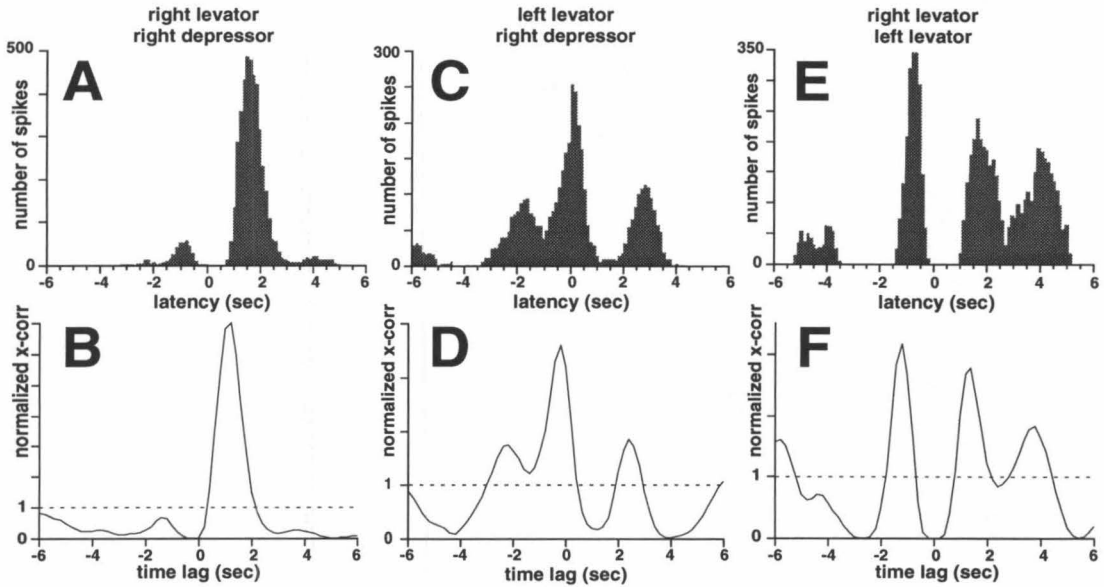 right levator
right depressor
left levator
right depressor
right levator
left levator
500
A
number of spikes
0
-6 -4 -2 0 2 4 6
latency (sec)
300
C
number of spikes
0
-6 -4 -2 0 2 4 6
latency (sec)
350
E
number of spikes
0
-6 -4 -2 0 2 4 6
latency (sec)
B
normalized x-corr
1
0
-6 -4 -2 0 2 4 6
time lag (sec)
D
normalized x-corr
1
0
-6 -4 -2 0 2 4 6
time lag (sec)
F
normalized x-corr
1
0
-6 -4 -2 0 2 4 6
time lag (sec)